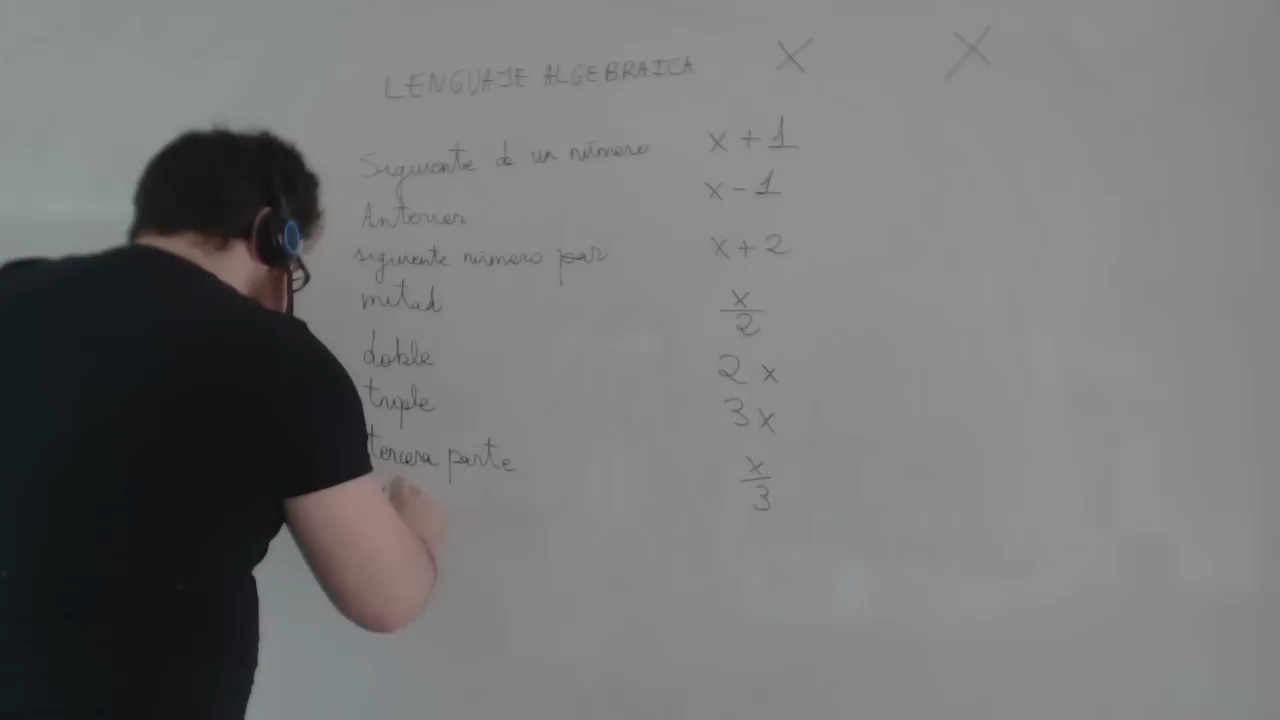 LENGUAJE ALGEBRAICA X X
Siguiente de un número x + 1
Anterior x - 1
siguiente número par x + 2
mitad x/2
doble 2·x
triple 3x
tercera parte x/3